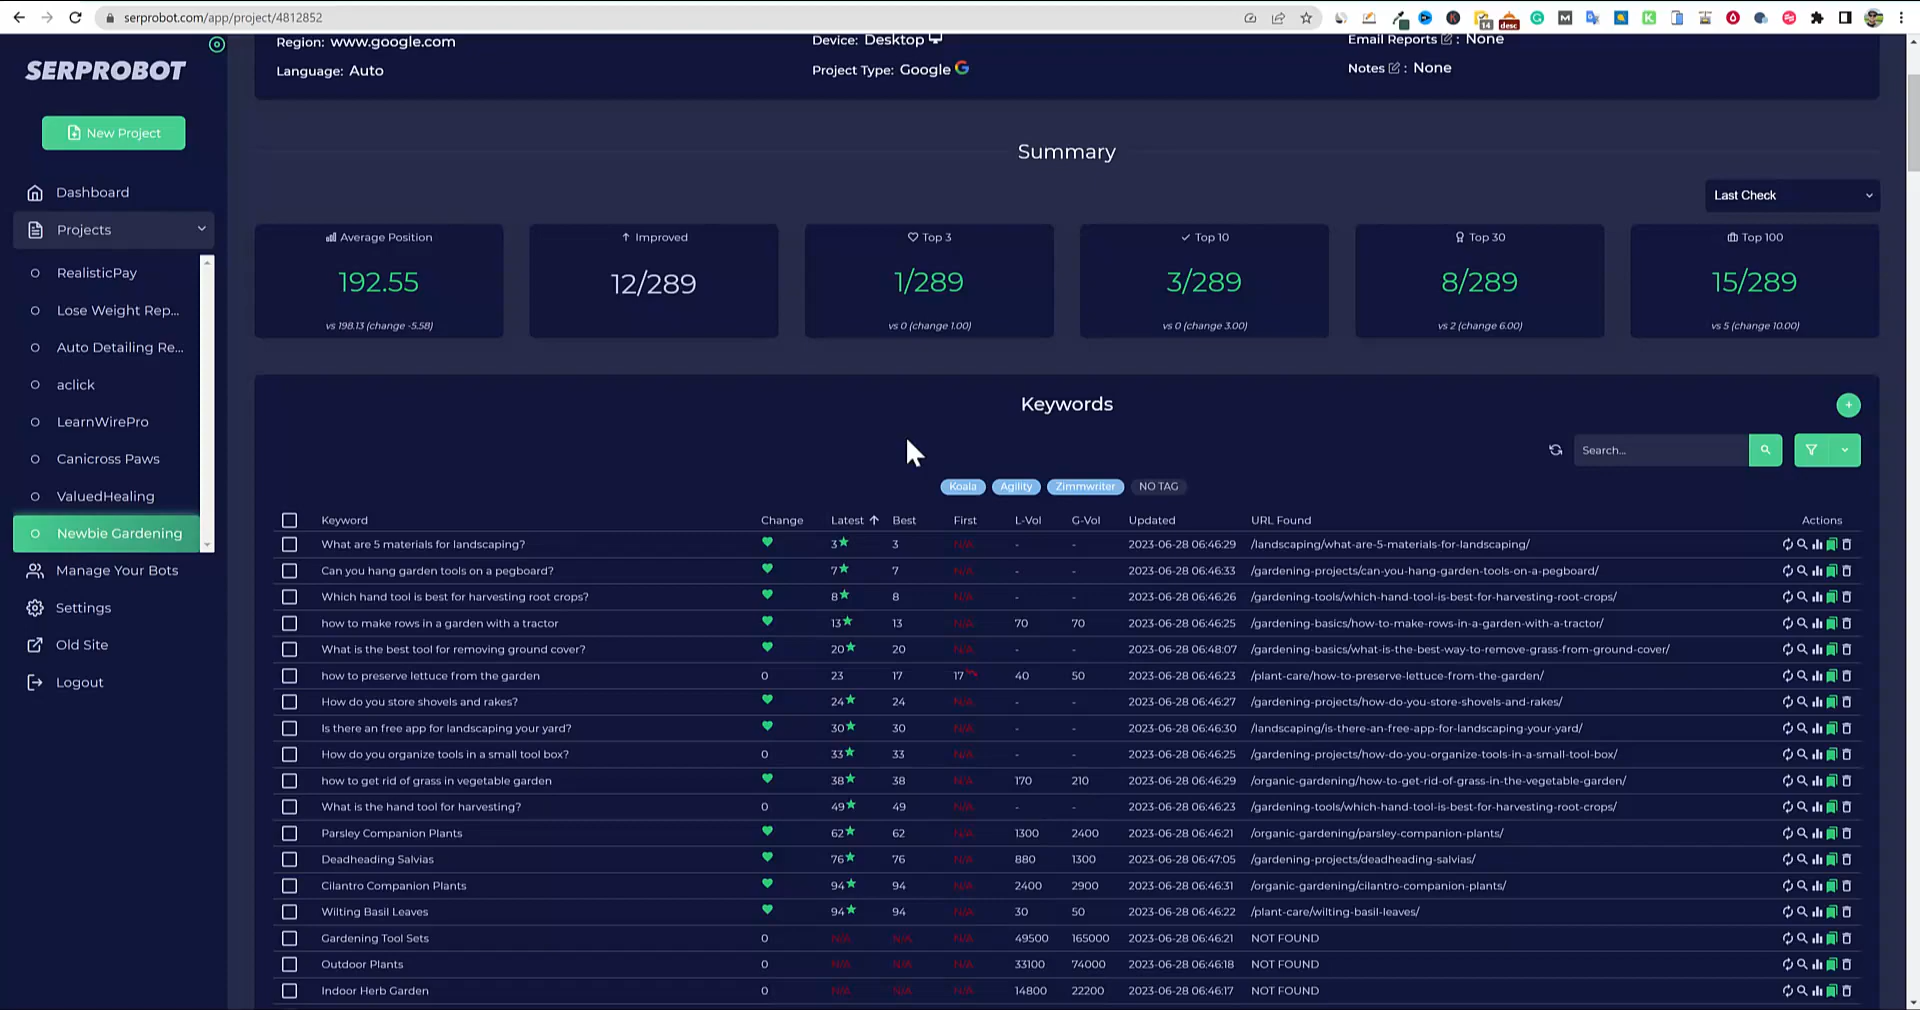 serprobot.com/app/project/4812852
14
desc
Region: www.google.com
Device: Desktop
Email Reports : None
Language: Auto
Project Type: Google
Notes : None
SERPROBOT
New Project
Dashboard
Projects
RealisticPay
Lose Weight Rep...
Auto Detailing Re...
aclick
LearnWirePro
Canicross Paws
ValuedHealing
Newbie Gardening
Manage Your Bots
Settings
Old Site
Logout
Summary
Last Check
Average Position
192.55
vs 198.13 (change -5.58)
Improved
12/289
Top 3
1/289
vs 0 (change 1.00)
Top 10
3/289
vs 0 (change 3.00)
Top 30
8/289
vs 2 (change 6.00)
Top 100
15/289
vs 5 (change 10.00)
Keywords
Search...
Koala Agility Zimmwriter NO TAG
Keyword Change Latest Best First L-Vol G-Vol Updated URL Found Actions
What are 5 materials for landscaping? 3 3 N/A - - 2023-06-28 06:46:29 /landscaping/what-are-5-materials-for-landscaping/
Can you hang garden tools on a pegboard? 7 7 N/A - - 2023-06-28 06:46:33 /gardening-projects/can-you-hang-garden-tools-on-a-pegboard/
Which hand tool is best for harvesting root crops? 8 8 N/A - - 2023-06-28 06:46:26 /gardening-tools/which-hand-tool-is-best-for-harvesting-root-crops/
how to make rows in a garden with a tractor 13 13 N/A 70 70 2023-06-28 06:46:25 /gardening-basics/how-to-make-rows-in-a-garden-with-a-tractor/
What is the best tool for removing ground cover? 20 20 N/A - - 2023-06-28 06:48:07 /gardening-basics/what-is-the-best-way-to-remove-grass-from-ground-cover/
how to preserve lettuce from the garden 0 23 17 17 40 50 2023-06-28 06:46:23 /plant-care/how-to-preserve-lettuce-from-the-garden/
How do you store shovels and rakes? 24 24 N/A - - 2023-06-28 06:46:27 /gardening-projects/how-do-you-store-shovels-and-rakes/
Is there an free app for landscaping your yard? 30 30 N/A - - 2023-06-28 06:46:30 /landscaping/is-there-an-free-app-for-landscaping-your-yard/
How do you organize tools in a small tool box? 0 33 33 N/A - - 2023-06-28 06:46:25 /gardening-projects/how-do-you-organize-tools-in-a-small-tool-box/
how to get rid of grass in vegetable garden 38 38 N/A 170 210 2023-06-28 06:46:29 /organic-gardening/how-to-get-rid-of-grass-in-the-vegetable-garden/
What is the hand tool for harvesting? 0 49 49 N/A - - 2023-06-28 06:46:23 /gardening-tools/which-hand-tool-is-best-for-harvesting-root-crops/
Parsley Companion Plants 62 62 N/A 1300 2400 2023-06-28 06:46:21 /organic-gardening/parsley-companion-plants/
Deadheading Salvias 76 76 N/A 880 1300 2023-06-28 06:47:05 /gardening-projects/deadheading-salvias/
Cilantro Companion Plants 94 94 N/A 2400 2900 2023-06-28 06:46:31 /organic-gardening/cilantro-companion-plants/
Wilting Basil Leaves 94 94 N/A 30 50 2023-06-28 06:46:22 /plant-care/wilting-basil-leaves/
Gardening Tool Sets 0 N/A N/A N/A 49500 165000 2023-06-28 06:46:21 NOT FOUND
Outdoor Plants 0 N/A N/A N/A 33100 74000 2023-06-28 06:46:18 NOT FOUND
Indoor Herb Garden 0 N/A N/A N/A 14800 22200 2023-06-28 06:46:17 NOT FOUND